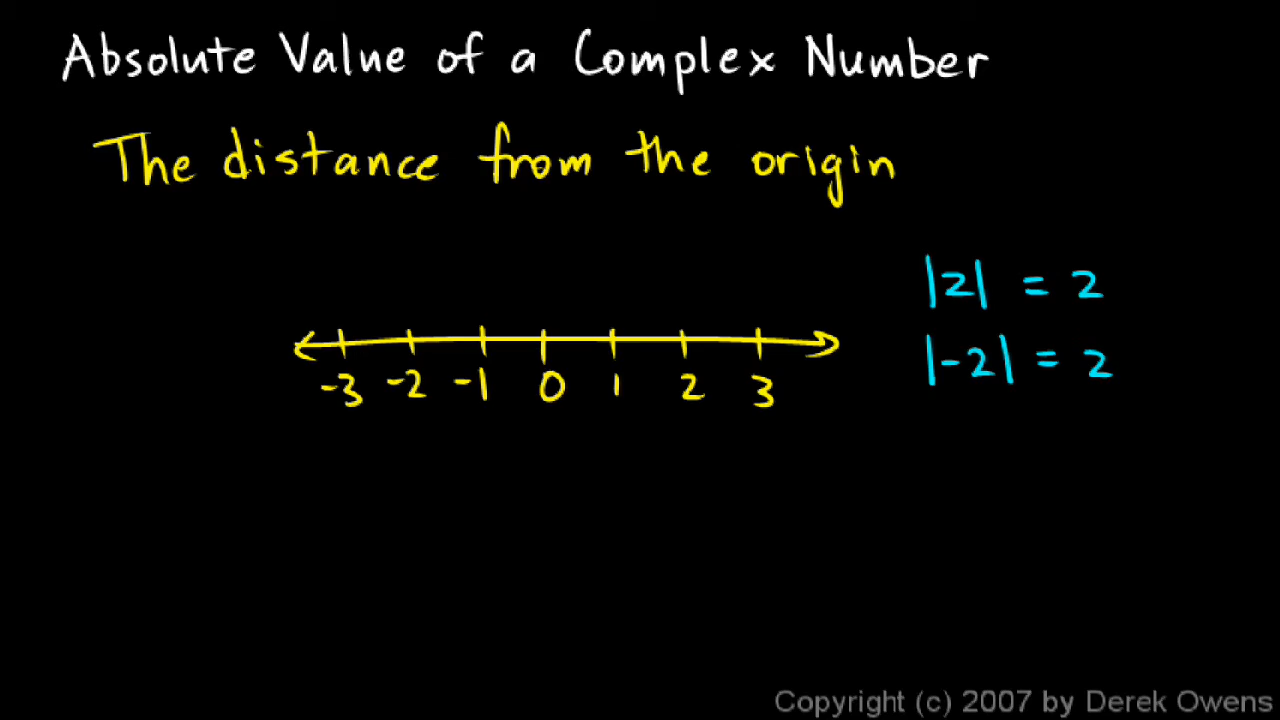 Absolute Value of a Complex Number
The distance from the origin
|2| = 2
|-2| = 2
-3 -2 -1 0 1 2 3
Copyright (c) 2007 by Derek Owens